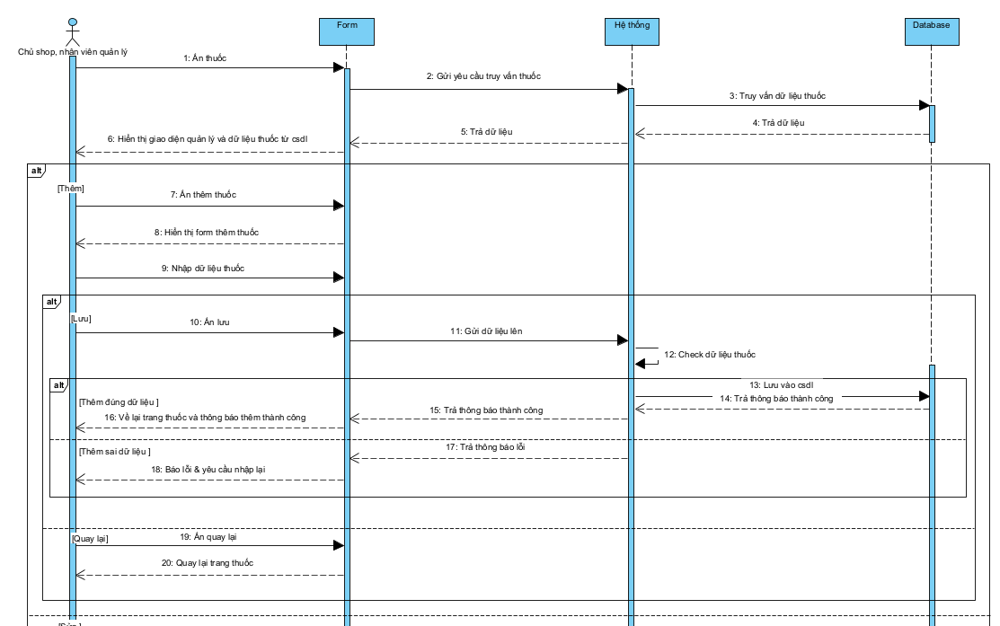 Form
Hệ thống
Database
Chủ shop, nhân viên quản lý
1: Ấn thuốc
2: Gửi yêu cầu truy vấn thuốc
3: Truy vấn dữ liệu thuốc
4: Trả dữ liệu
5: Trả dữ liệu
6: Hiển thị giao diện quản lý và dữ liệu thuốc từ csdl
alt
[Thêm]
7: Ấn thêm thuốc
8: Hiển thị form thêm thuốc
9: Nhập dữ liệu thuốc
alt
[Lưu]
10: Ấn lưu
11: Gửi dữ liệu lên
12: Check dữ liệu thuốc
alt
13: Lưu vào csdl
[Thêm đúng dữ liệu ]
14: Trả thông báo thành công
15: Trả thông báo thành công
16: Về lại trang thuốc và thông báo thêm thành công
[Thêm sai dữ liệu ]
17: Trả thông báo lỗi
18: Báo lỗi & yêu cầu nhập lại
[Quay lại]
19: Ấn quay lại
20: Quay lại trang thuốc